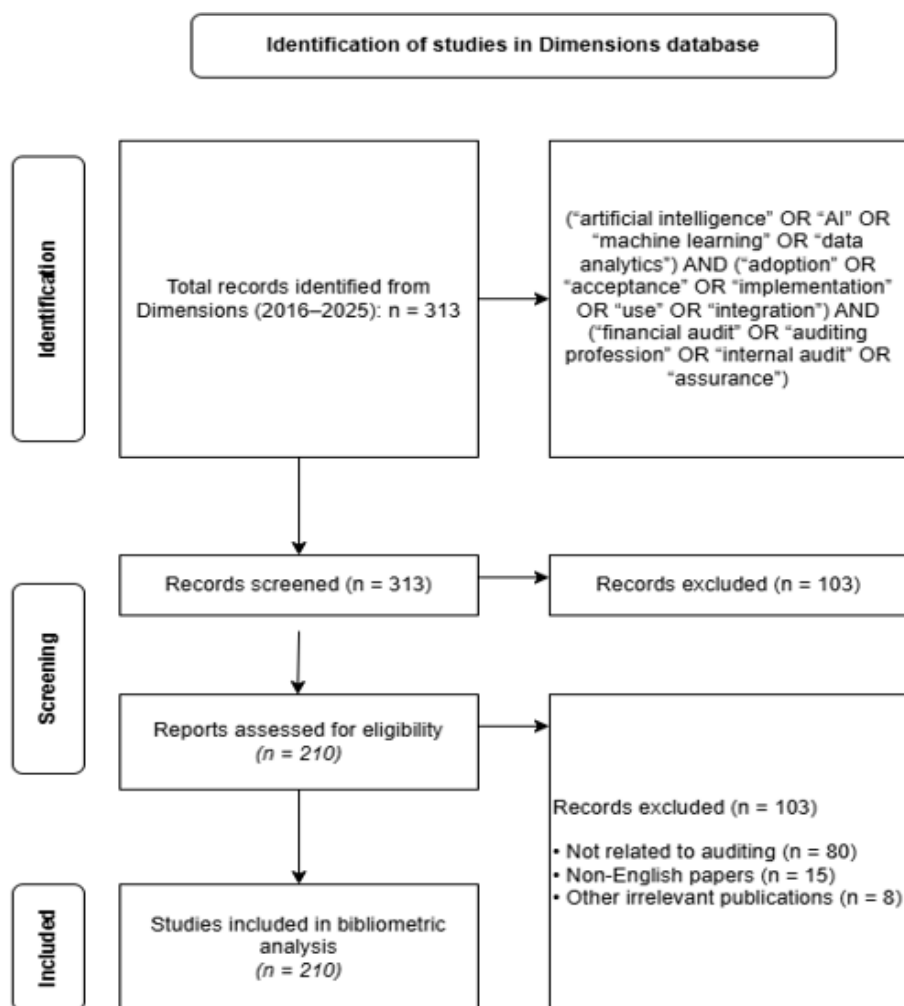 Identification of studies in Dimensions database
Identification
Total records identified from
Dimensions (2016–2025): n = 313
(“artificial intelligence” OR “AI” OR
“machine learning” OR “data
analytics”) AND (“adoption” OR
“acceptance” OR “implementation”
OR “use” OR “integration”) AND
(“financial audit” OR “auditing
profession” OR “internal audit” OR
“assurance”)
Screening
Records screened (n = 313)
Records excluded (n = 103)
Reports assessed for eligibility
(n = 210)
Records excluded (n = 103)
• Not related to auditing (n = 80)
• Non-English papers (n = 15)
• Other irrelevant publications (n = 8)
Included
Studies included in bibliometric
analysis
(n = 210)